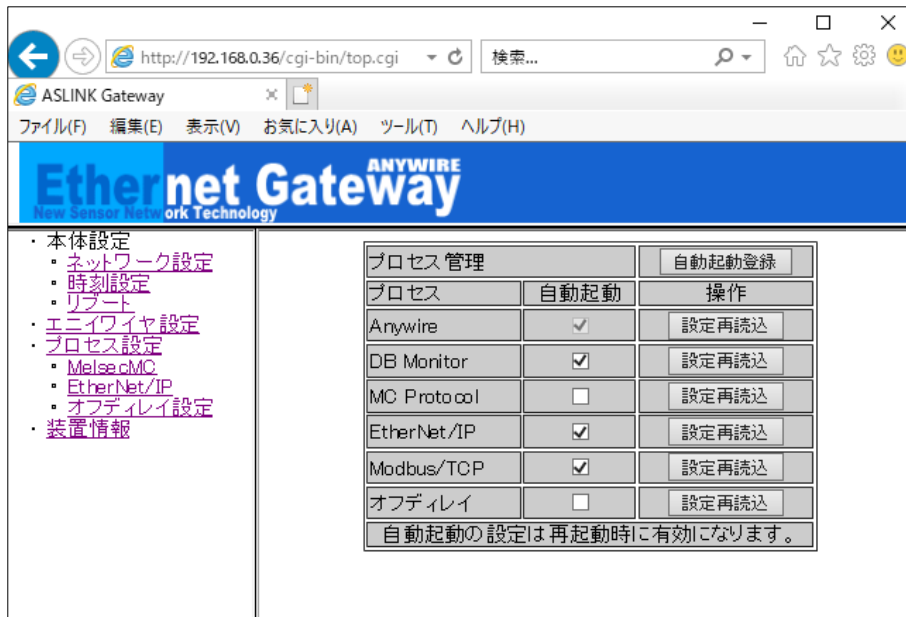 http://192.168.0.36/cgi-bin/top.cgi
検索...
ASLINK Gateway
ファイル(F) 編集(E) 表示(V) お気に入り(A) ツール(T) ヘルプ(H)
Ethernet Gateway
ANYWIRE
New Sensor Network Technology
・本体設定
▪ ネットワーク設定
▪ 時刻設定
▪ リブート
・エニイワイヤ設定
・プロセス設定
▪ MelsecMC
▪ EtherNet/IP
▪ オフディレイ設定
・装置情報
プロセス管理 自動起動登録
プロセス 自動起動 操作
Anywire 設定再読込
DB Monitor 設定再読込
MC Protocol 設定再読込
EtherNet/IP 設定再読込
Modbus/TCP 設定再読込
オフディレイ 設定再読込
自動起動の設定は再起動時に有効になります。